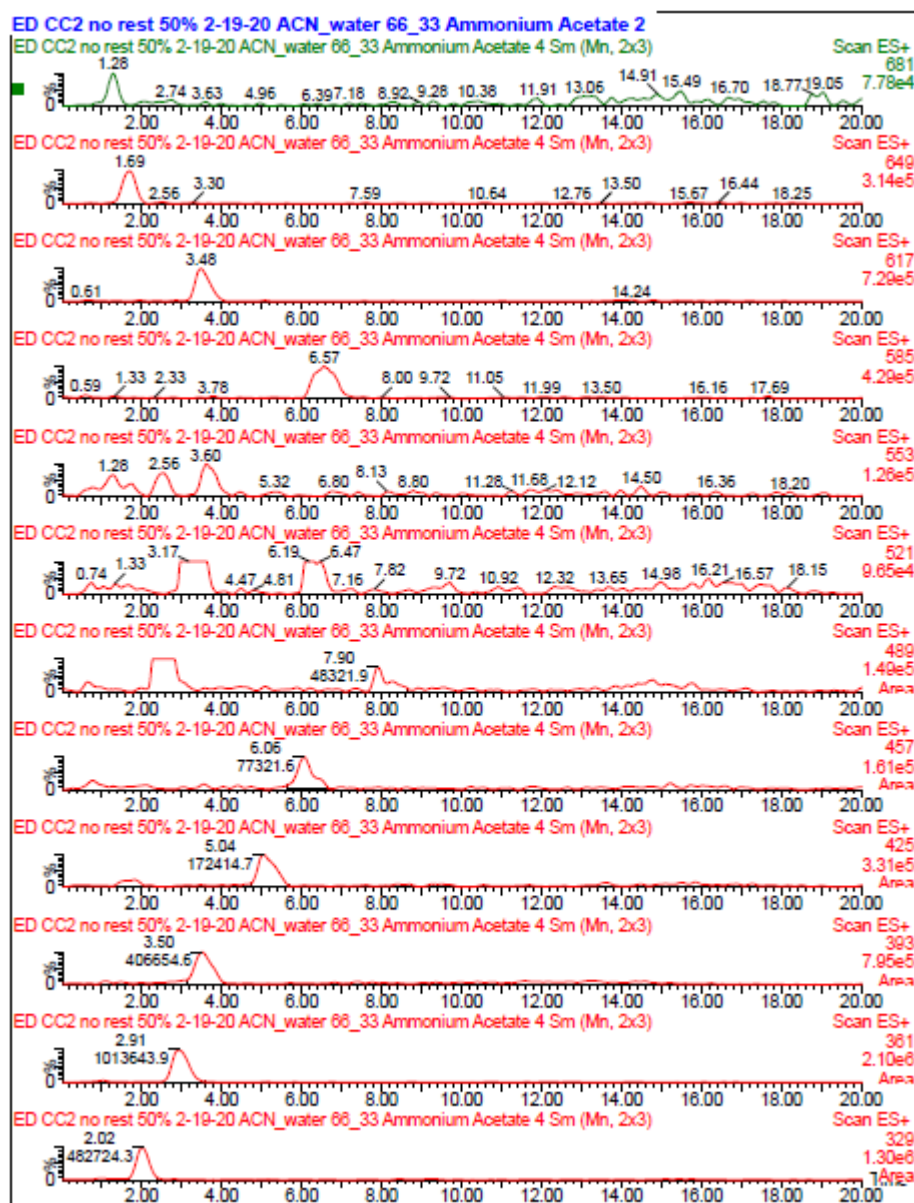 ED CC2 no rest 50% 2-19-20 ACN_water 66_33 Ammonium Acetate 2
ED CC2 no rest 50% 2-19-20 ACN_water 66_33 Ammonium Acetate 4 Sm (Mn, 2x3) Scan ES+
681
7.78e4
1.28 2.74 3.63 4.96 6.39 7.18 8.92 9.28 10.38 11.91 13.06 14.91 15.49 16.70 18.77 19.05
%
0
2.00 4.00 6.00 8.00 10.00 12.00 14.00 16.00 18.00 20.00
ED CC2 no rest 50% 2-19-20 ACN_water 66_33 Ammonium Acetate 4 Sm (Mn, 2x3) Scan ES+
649
3.14e5
1.69 2.56 3.30 7.59 10.64 12.76 13.50 15.67 16.44 18.25
%
0
2.00 4.00 6.00 8.00 10.00 12.00 14.00 16.00 18.00 20.00
ED CC2 no rest 50% 2-19-20 ACN_water 66_33 Ammonium Acetate 4 Sm (Mn, 2x3) Scan ES+
617
7.29e5
0.61 3.48 14.24
%
0
2.00 4.00 6.00 8.00 10.00 12.00 14.00 16.00 18.00 20.00
ED CC2 no rest 50% 2-19-20 ACN_water 66_33 Ammonium Acetate 4 Sm (Mn, 2x3) Scan ES+
585
4.29e5
0.59 1.33 2.33 3.78 6.57 8.00 9.72 11.05 11.99 13.50 16.16 17.69
%
0
2.00 4.00 6.00 8.00 10.00 12.00 14.00 16.00 18.00 20.00
ED CC2 no rest 50% 2-19-20 ACN_water 66_33 Ammonium Acetate 4 Sm (Mn, 2x3) Scan ES+
553
1.26e5
1.28 2.56 3.60 5.32 6.80 8.13 8.80 11.28 11.68 12.12 14.50 16.36 18.20
%
0
2.00 4.00 6.00 8.00 10.00 12.00 14.00 16.00 18.00 20.00
ED CC2 no rest 50% 2-19-20 ACN_water 66_33 Ammonium Acetate 4 Sm (Mn, 2x3) Scan ES+
521
9.65e4
0.74 1.33 3.17 4.47 4.81 6.19 6.47 7.16 7.82 9.72 10.92 12.32 13.65 14.98 16.21 16.57 18.15
%
0
2.00 4.00 6.00 8.00 10.00 12.00 14.00 16.00 18.00 20.00
ED CC2 no rest 50% 2-19-20 ACN_water 66_33 Ammonium Acetate 4 Sm (Mn, 2x3) Scan ES+
489
1.49e5
Area
7.90
48321.9
%
0
2.00 4.00 6.00 8.00 10.00 12.00 14.00 16.00 18.00 20.00
ED CC2 no rest 50% 2-19-20 ACN_water 66_33 Ammonium Acetate 4 Sm (Mn, 2x3) Scan ES+
457
1.61e5
Area
6.06
77321.6
%
0
2.00 4.00 6.00 8.00 10.00 12.00 14.00 16.00 18.00 20.00
ED CC2 no rest 50% 2-19-20 ACN_water 66_33 Ammonium Acetate 4 Sm (Mn, 2x3) Scan ES+
425
3.31e5
Area
5.04
172414.7
%
0
2.00 4.00 6.00 8.00 10.00 12.00 14.00 16.00 18.00 20.00
ED CC2 no rest 50% 2-19-20 ACN_water 66_33 Ammonium Acetate 4 Sm (Mn, 2x3) Scan ES+
393
7.95e5
Area
3.50
406654.6
%
0
2.00 4.00 6.00 8.00 10.00 12.00 14.00 16.00 18.00 20.00
ED CC2 no rest 50% 2-19-20 ACN_water 66_33 Ammonium Acetate 4 Sm (Mn, 2x3) Scan ES+
361
2.10e6
Area
2.91
1013643.9
%
0
2.00 4.00 6.00 8.00 10.00 12.00 14.00 16.00 18.00 20.00
ED CC2 no rest 50% 2-19-20 ACN_water 66_33 Ammonium Acetate 4 Sm (Mn, 2x3) Scan ES+
329
1.30e6
Area
2.02
482724.3
%
0
2.00 4.00 6.00 8.00 10.00 12.00 14.00 16.00 18.00 20.00